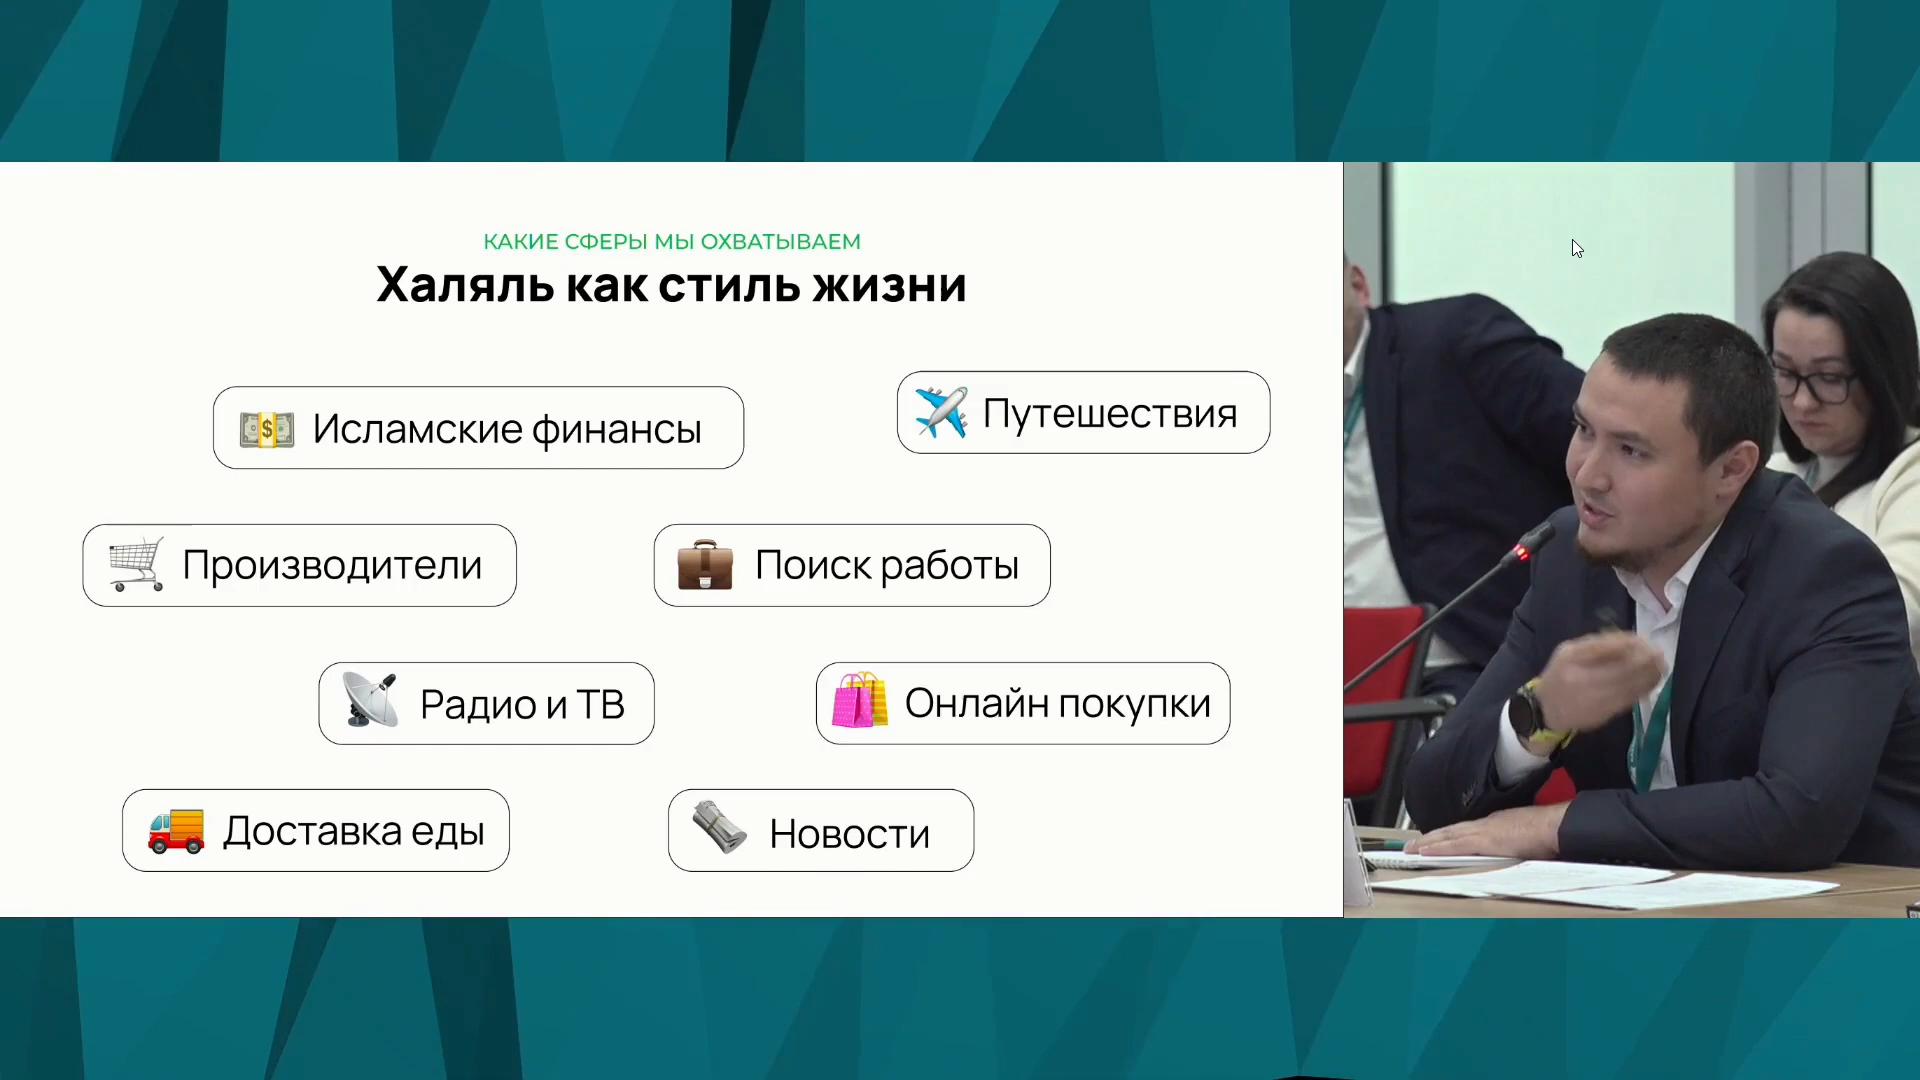 КАКИЕ СФЕРЫ МЫ ОХВАТЫВАЕМ
Халяль как стиль жизни
Исламские финансы
Путешествия
Производители
Поиск работы
Радио и ТВ
Онлайн покупки
Доставка еды
Новости